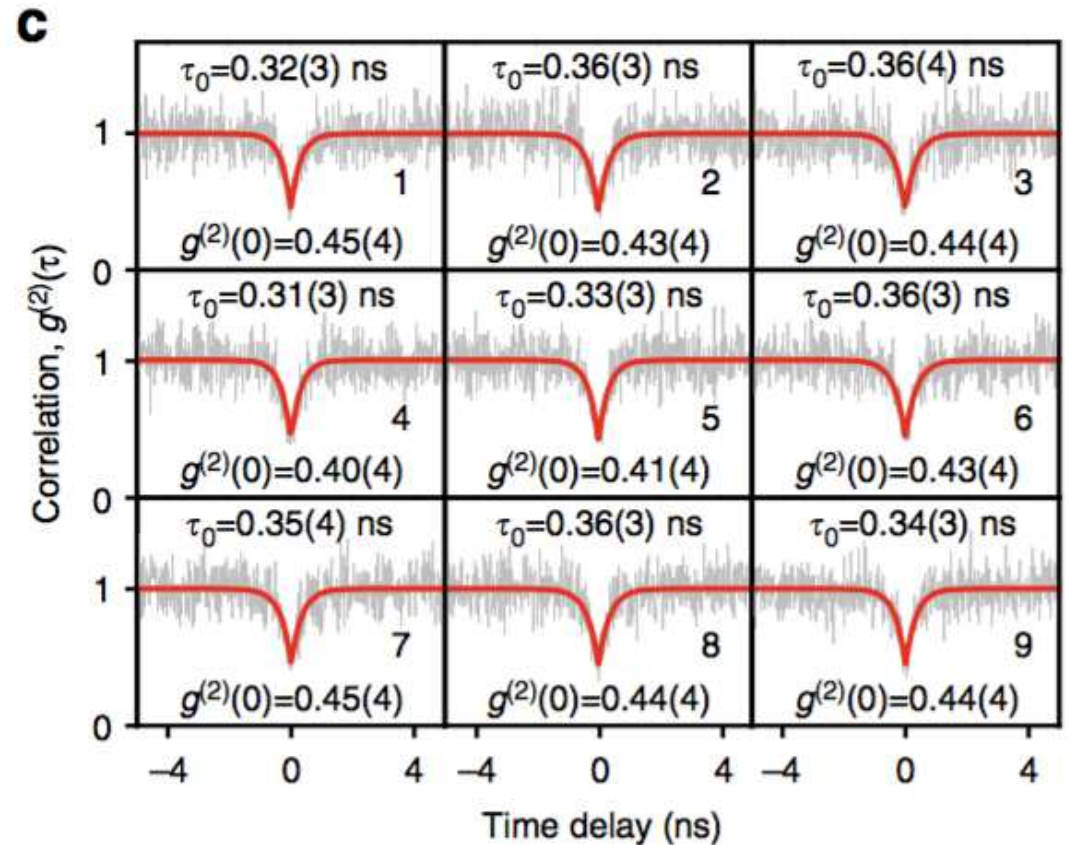 c
τ₀=0.32(3) ns
τ₀=0.36(3) ns
τ₀=0.36(4) ns
1
1
2
3
g⁽²⁾(0)=0.45(4)
g⁽²⁾(0)=0.43(4)
g⁽²⁾(0)=0.44(4)
0
τ₀=0.31(3) ns
τ₀=0.33(3) ns
τ₀=0.36(3) ns
Correlation, g⁽²⁾(τ)
1
4
5
6
g⁽²⁾(0)=0.40(4)
g⁽²⁾(0)=0.41(4)
g⁽²⁾(0)=0.43(4)
0
τ₀=0.35(4) ns
τ₀=0.36(3) ns
τ₀=0.34(3) ns
1
7
8
9
g⁽²⁾(0)=0.45(4)
g⁽²⁾(0)=0.44(4)
g⁽²⁾(0)=0.44(4)
0
–4 0 4 –4 0 4 –4 0 4
Time delay (ns)